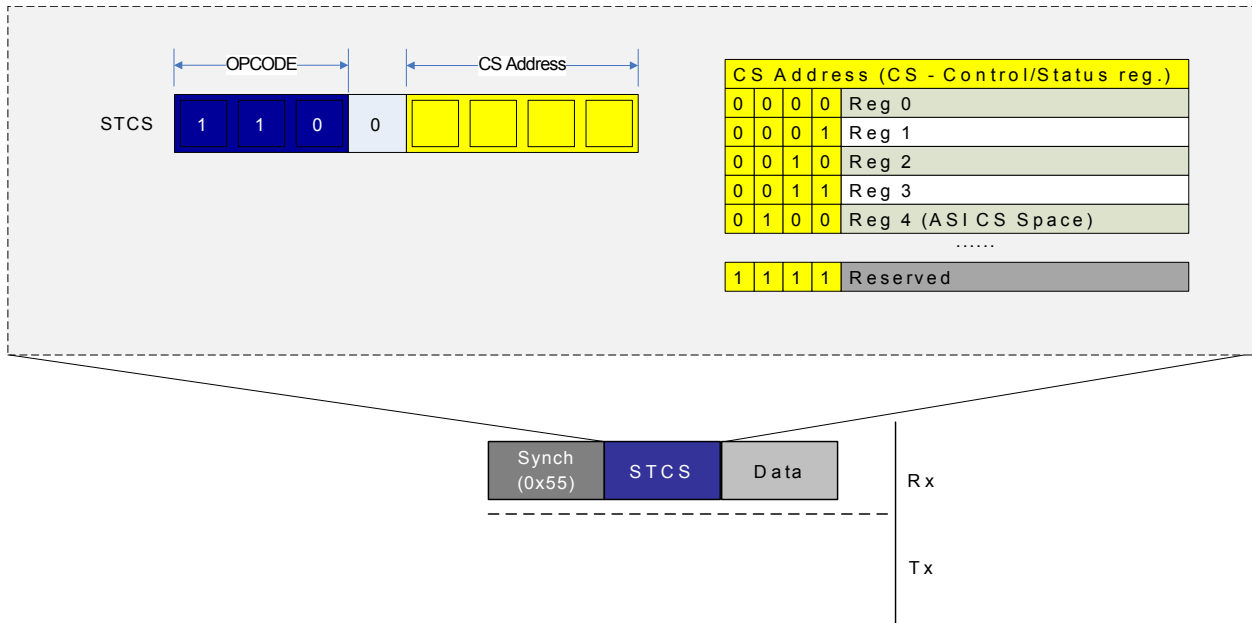 OPCODE CS Address
STCS 1 1 0 0
CS Address (CS - Control/Status reg.)
0 0 0 0 Reg 0
0 0 0 1 Reg 1
0 0 1 0 Reg 2
0 0 1 1 Reg 3
0 1 0 0 Reg 4 (ASI CS Space)
......
1 1 1 1 Reserved
Synch
(0x55)
STCS
Data
Rx
Tx